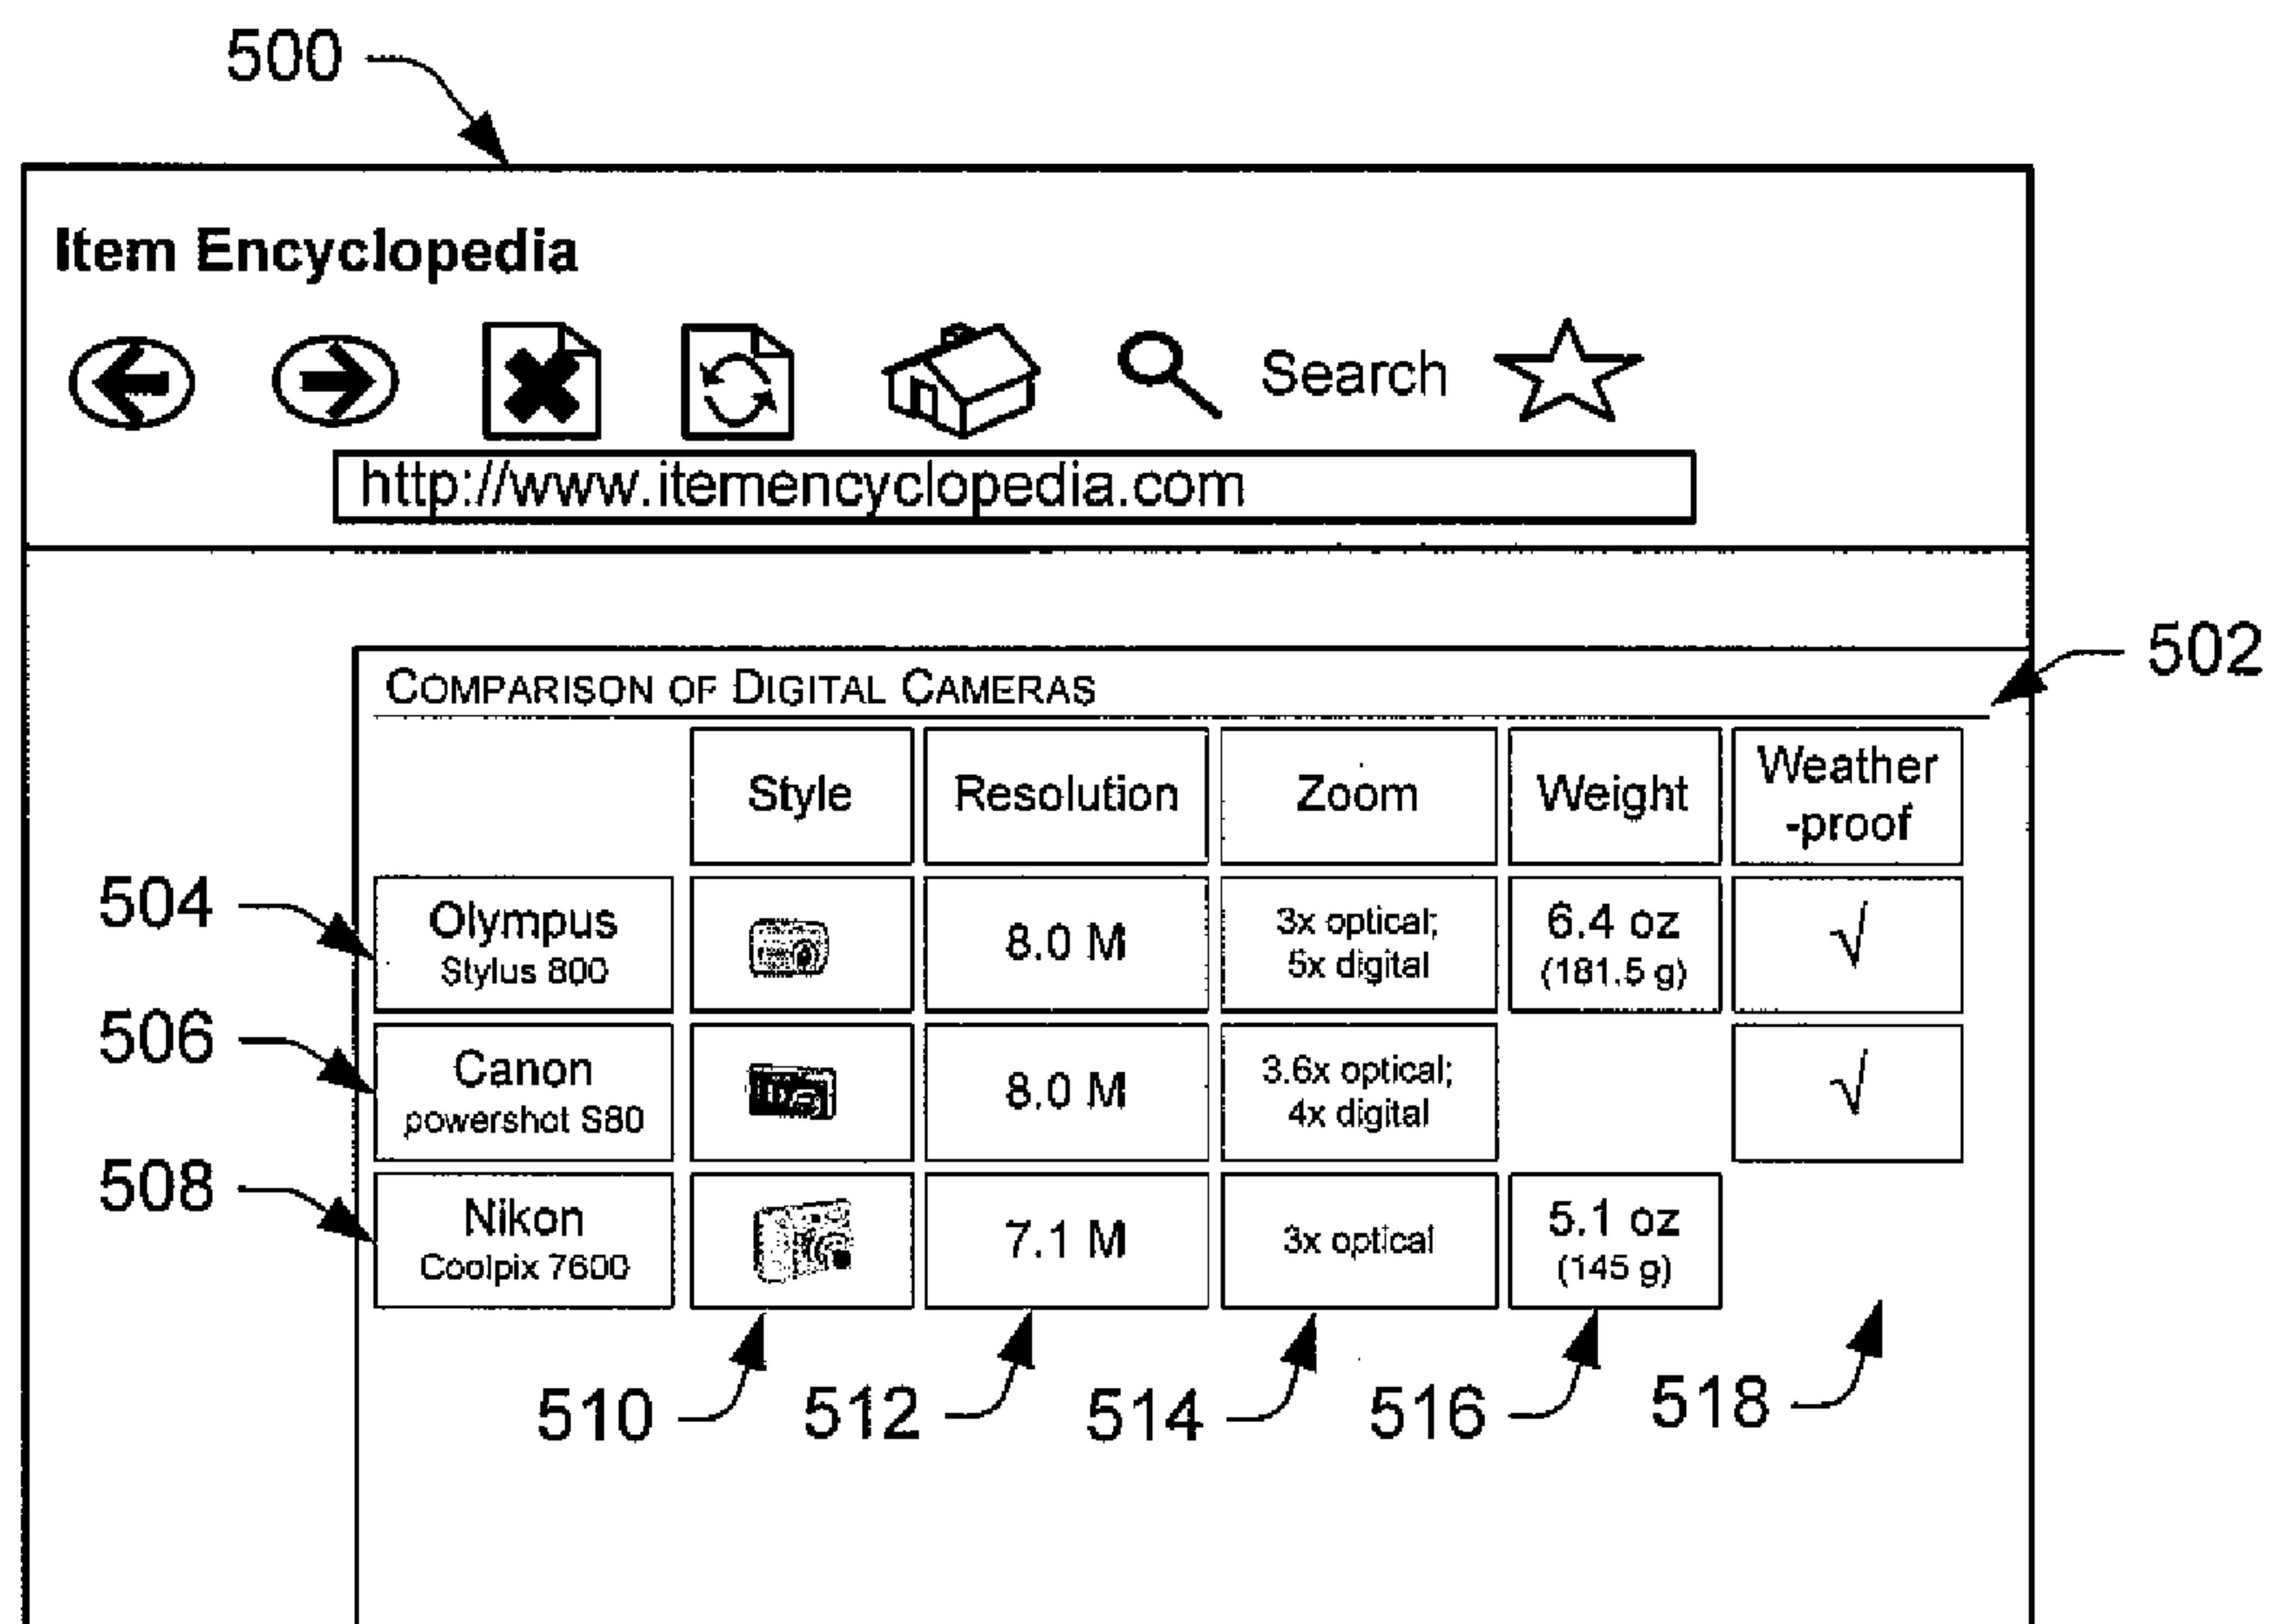 500
Item Encyclopedia
Search
http://www.itemencyclopedia.com
502
COMPARISON OF DIGITAL CAMERAS
Style Resolution Zoom Weight Weather
-proof
504
Olympus
Stylus 800
8.0 M
3x optical;
5x digital
6.4 oz
(181.5 g)
√
506
Canon
powershot S80
8.0 M
3.6x optical;
4x digital
√
508
Nikon
Coolpix 7600
7.1 M
3x optical
5.1 oz
(145 g)
510 512 514 516 518